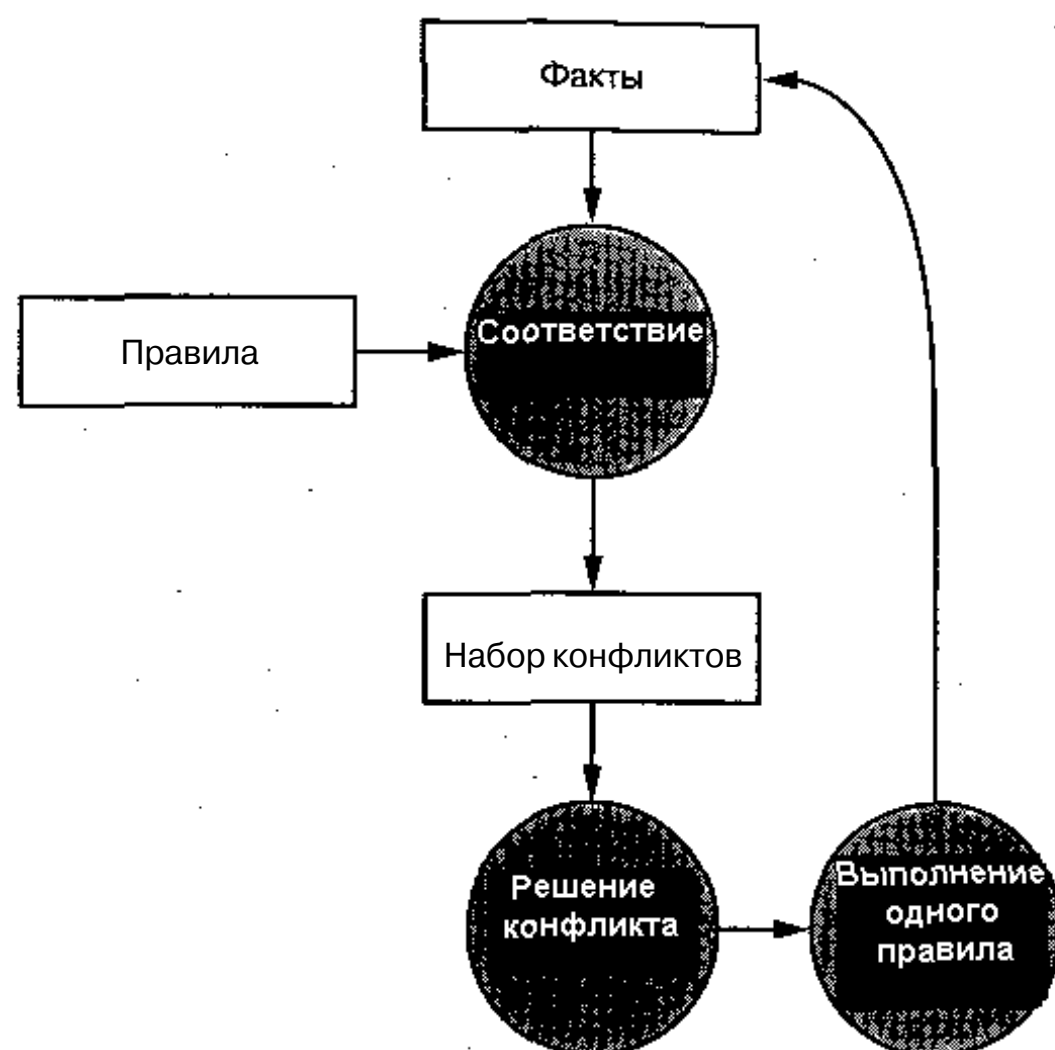 Факты
Соответствие
Правила
Набор конфликтов
Решение
конфликта
Выполнение
одного
правила